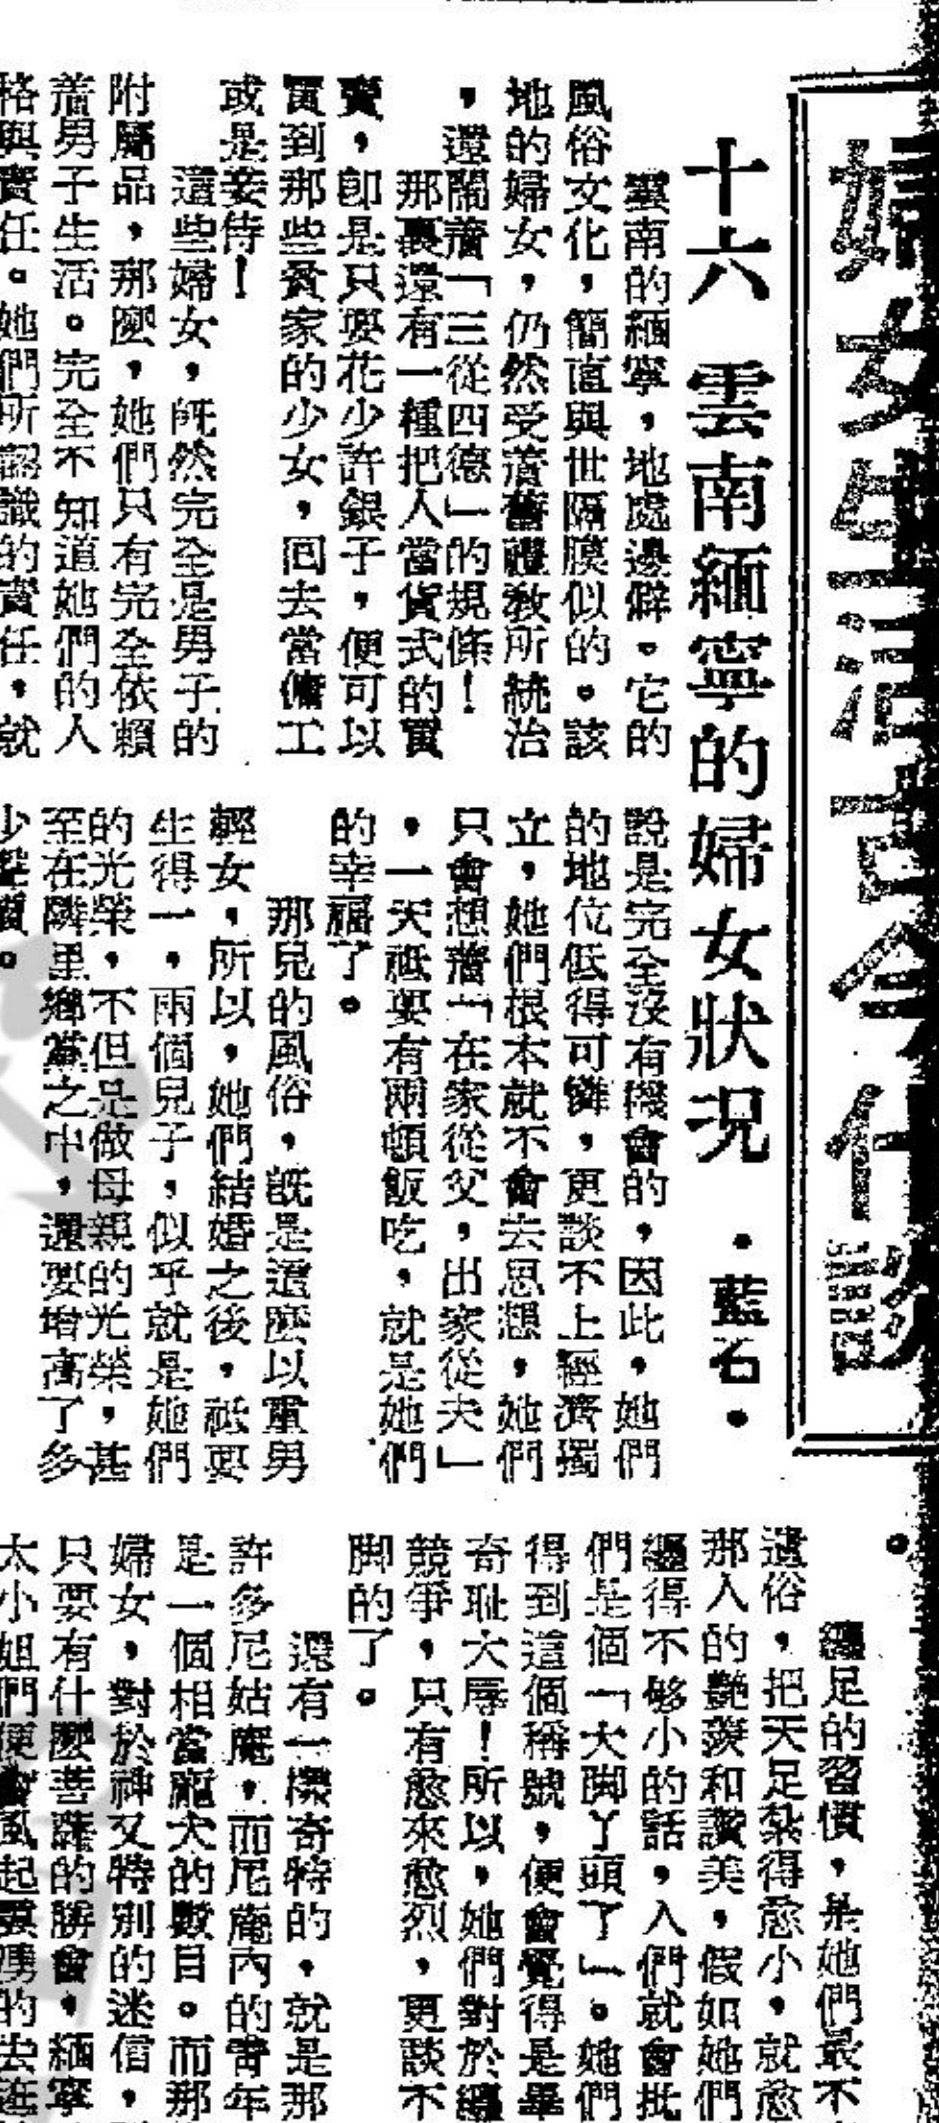 婦女生活在今代
十六 雲南緬寧的婦女狀況 ・藍石・
雲南的緬寧，地處邊僻。它的
風俗文化，簡直與世隔膜似的。該
地的婦女，仍然受着舊禮教所統治
，還鬧着「三從四德」的規條！
那裏還有一種把人當貨式的買
賣，卽是只要花少許銀子，便可以
買到那些貧家的少女，回去當傭工
或是妾侍！
這些婦女，旣然完全是男子的
附屬品，那麼，她們只有完全依賴
着男子生活。完全不知道她們的人
格與責任。她們所認識的責任，就
說是完全沒有機會的，因此，她們
的地位低得可憐，更談不上經濟獨
立，她們根本就不會去思想，她們
只會想着「在家從父，出家從夫」
，一天祗要有兩頓飯吃，就是她們
的幸福了。
那兒的風俗，旣是這麼以重男
輕女，所以，她們結婚之後，祗要
生得一，兩個兒子，似乎就是她們
的光榮，不但是做母親的光榮，甚
至在隣里鄉黨之中，還要增高了多
少聲價。
纏足的習慣，是她們最不
遺俗，把天足紮得愈小，就愈
那人的艷羨和讚美，假如她們
纏得不够小的話，人們就會批
們是個「大脚丫頭了」。她們
得到這個稱號，便會覺得是畢
奇耻大辱！所以，她們對於纏
競爭，只有愈來愈烈，更談不
脚的了。
還有一樣奇特的，就是那
許多尼姑庵，而尼庵內的靑年
是一個相當龐大的數目。而那
婦女，對於神又特別的迷信，
只要有什麼善緣的勝會，緬寧
太小姐們便會風起雲湧的去